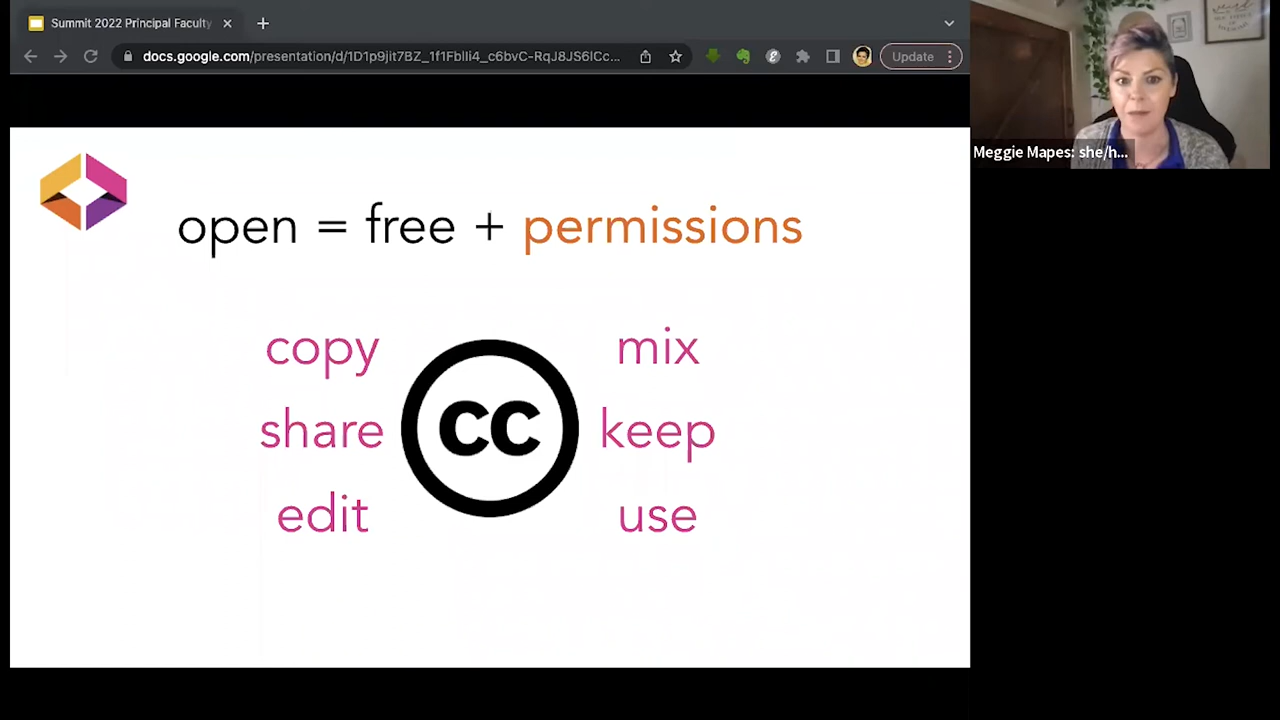 Summit 2022 Principal Faculty
docs.google.com/presentation/d/1D1p9jit7BZ_1f1Fblli4_c6bvC-RqJ8JS6lCc...
Update
Meggie Mapes: she/h...
open = free + permissions
copy
mix
share
cc
keep
edit
use